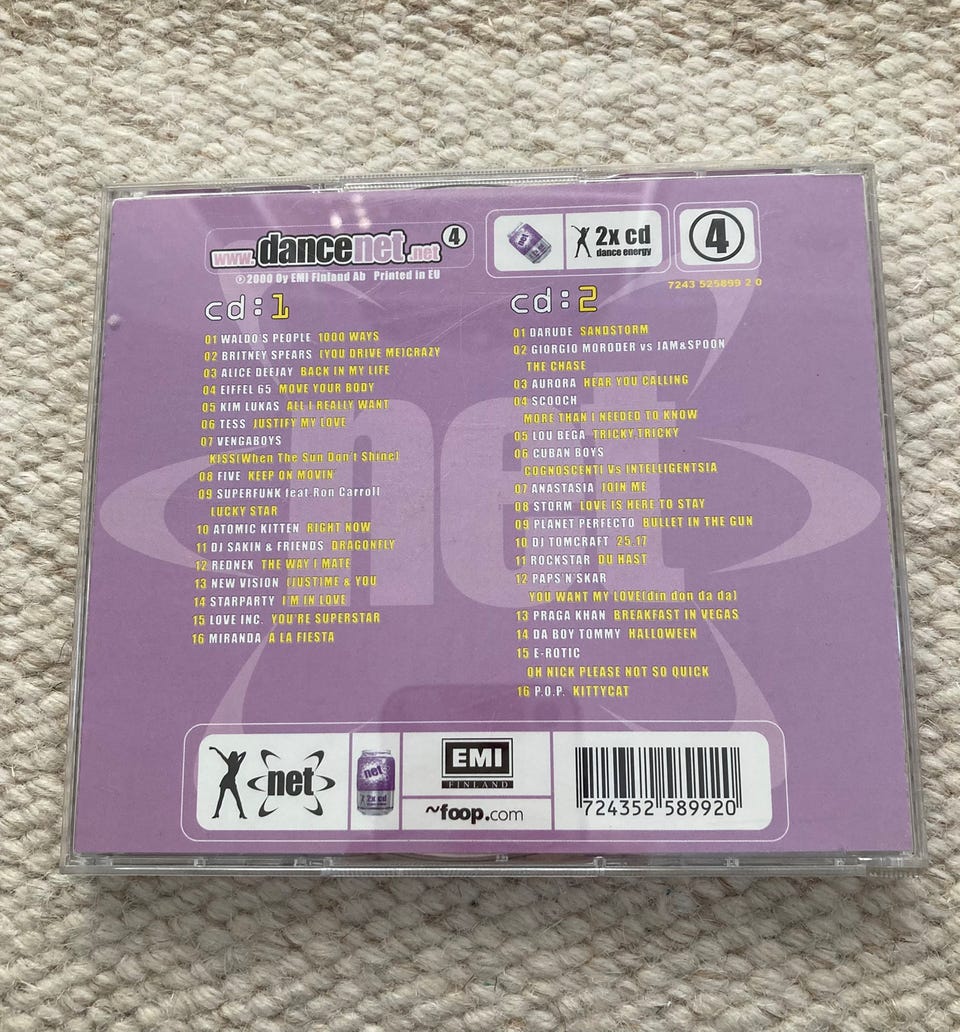 www.dancenet.net 4
℗2000 Oy EMI Finland Ab Printed in EU
2x cd
dance energy
4
7243 525899 2 0
cd:1
01 WALDO'S PEOPLE 1000 WAYS
02 BRITNEY SPEARS (YOU DRIVE ME)CRAZY
03 ALICE DEEJAY BACK IN MY LIFE
04 EIFFEL 65 MOVE YOUR BODY
05 KIM LUKAS ALL I REALLY WANT
06 TESS JUSTIFY MY LOVE
07 VENGABOYS
KISS(When The Sun Don't Shine)
08 FIVE KEEP ON MOVIN'
09 SUPERFUNK feat.Ron Carroll
LUCKY STAR
10 ATOMIC KITTEN RIGHT NOW
11 DJ SAKIN & FRIENDS DRAGONFLY
12 REDNEX THE WAY I MATE
13 NEW VISION (JUST)ME & YOU
14 STARPARTY I'M IN LOVE
15 LOVE INC. YOU'RE SUPERSTAR
16 MIRANDA A LA FIESTA
cd:2
01 DARUDE SANDSTORM
02 GIORGIO MORODER vs JAM&SPOON
THE CHASE
03 AURORA HEAR YOU CALLING
04 SCOOCH
MORE THAN I NEEDED TO KNOW
05 LOU BEGA TRICKY,TRICKY
06 CUBAN BOYS
COGNOSCENTI Vs INTELLIGENTSIA
07 ANASTASIA JOIN ME
08 STORM LOVE IS HERE TO STAY
09 PLANET PERFECTO BULLET IN THE GUN
10 DJ TOMCRAFT 25.17
11 ROCKSTAR DU HAST
12 PAPS'N'SKAR
YOU WANT MY LOVE(din don da da)
13 PRAGA KHAN BREAKFAST IN VEGAS
14 DA BOY TOMMY HALLOWEEN
15 E-ROTIC
OH NICK PLEASE NOT SO QUICK
16 P.O.P. KITTYCAT
net
net
net
2x cd
EMI
FINLAND
~foop.com
724352 589920